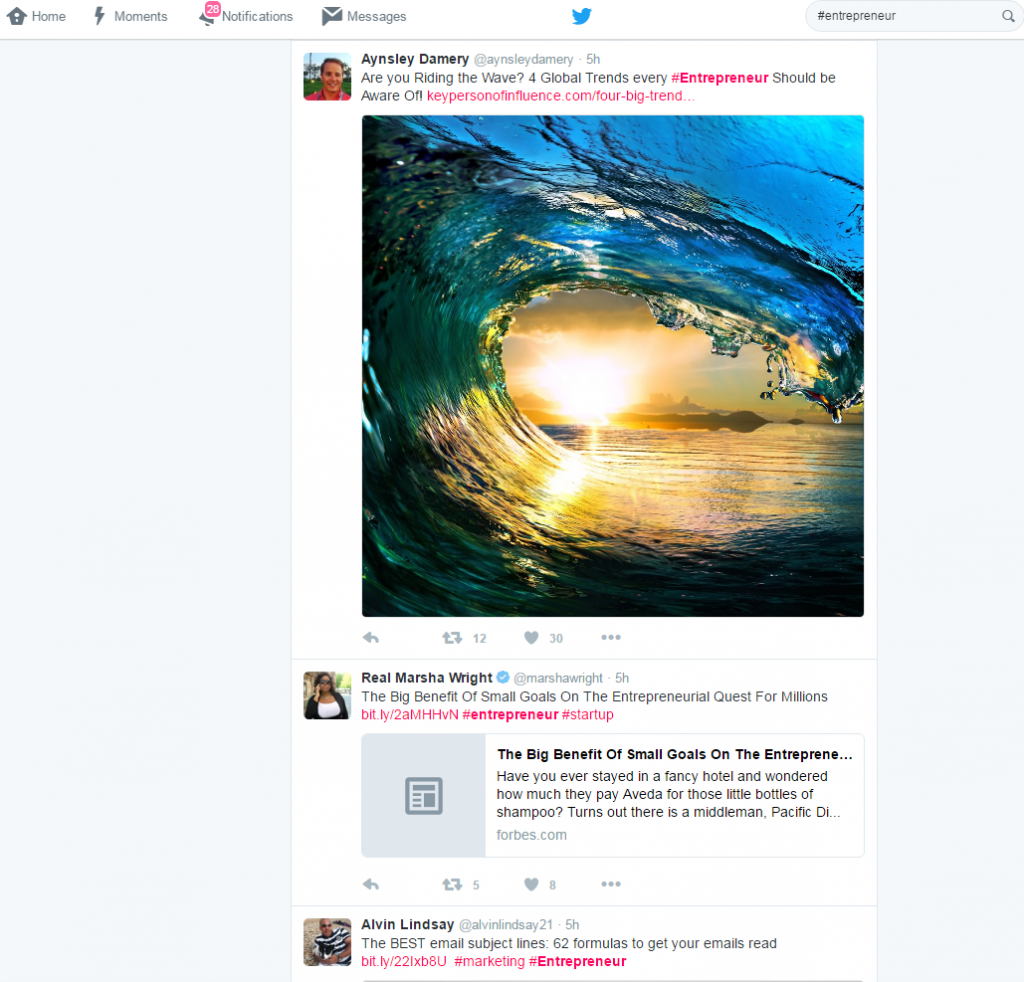 Home Moments 28 Notifications Messages #entrepreneur
Aynsley Damery @aynsleydamery · 5h
Are you Riding the Wave? 4 Global Trends every #Entrepreneur Should be
Aware Of! keypersonofinfluence.com/four-big-trend…
12 30 •••
Real Marsha Wright @marshawright · 5h
The Big Benefit Of Small Goals On The Entrepreneurial Quest For Millions
bit.ly/2aMHHvN #entrepreneur #startup
The Big Benefit Of Small Goals On The Entreprene…
Have you ever stayed in a fancy hotel and wondered
how much they pay Aveda for those little bottles of
shampoo? Turns out there is a middleman, Pacific Di...
forbes.com
5 8 •••
Alvin Lindsay @alvinlindsay21 · 5h
The BEST email subject lines: 62 formulas to get your emails read
bit.ly/22Ixb8U #marketing #Entrepreneur